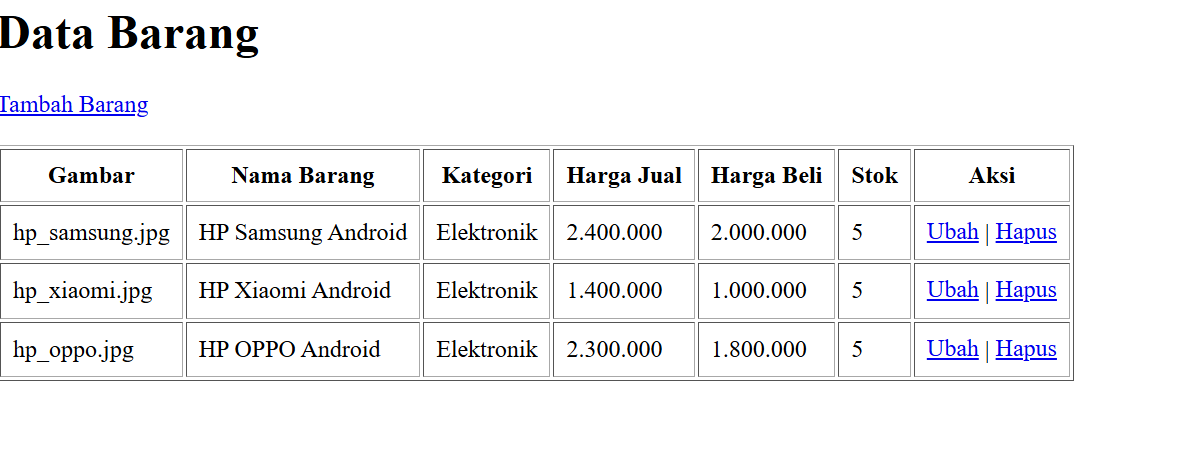 Data Barang
Tambah Barang
Gambar Nama Barang Kategori Harga Jual Harga Beli Stok Aksi
hp_samsung.jpg HP Samsung Android Elektronik 2.400.000 2.000.000 5 Ubah | Hapus
hp_xiaomi.jpg HP Xiaomi Android Elektronik 1.400.000 1.000.000 5 Ubah | Hapus
hp_oppo.jpg HP OPPO Android Elektronik 2.300.000 1.800.000 5 Ubah | Hapus